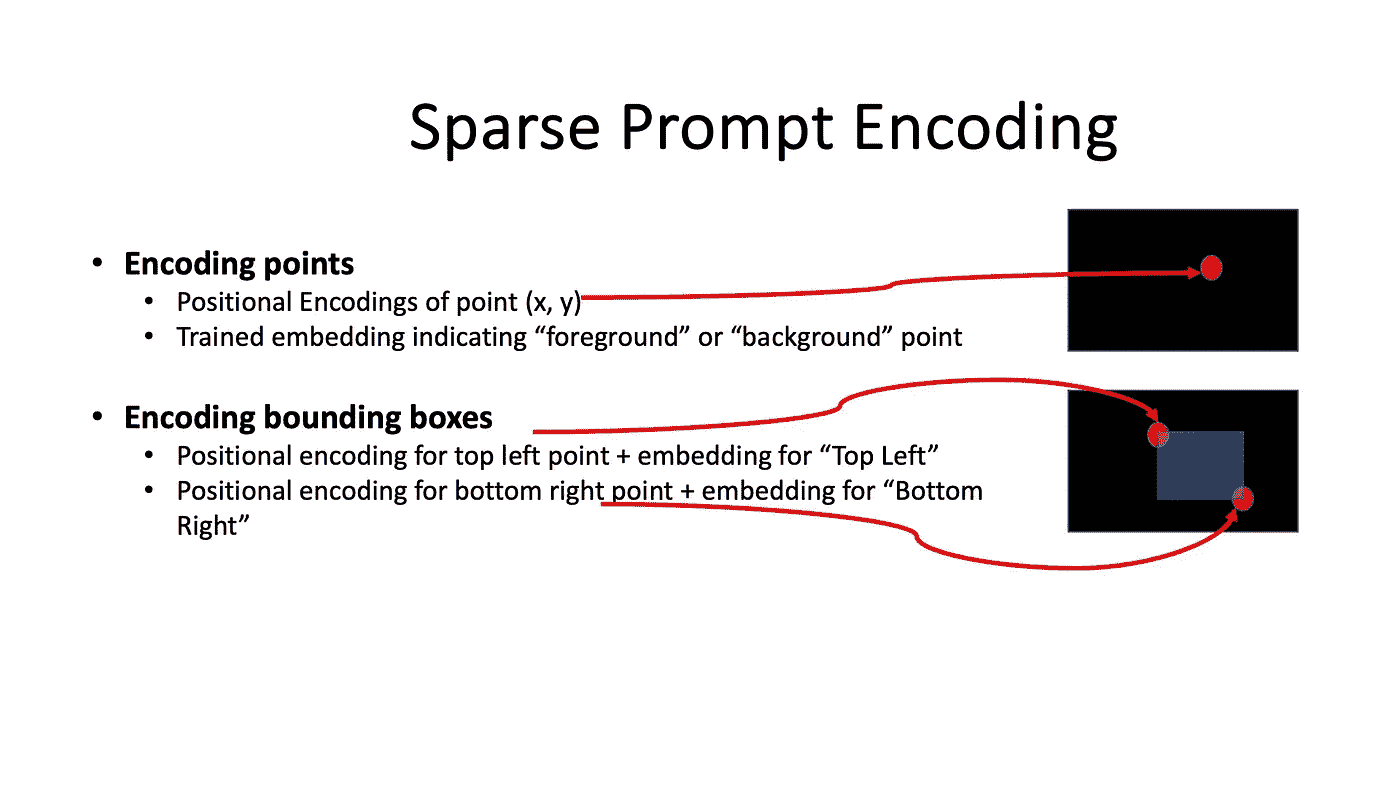 Sparse Prompt Encoding
• Encoding points
• Positional Encodings of point (x, y)
• Trained embedding indicating “foreground” or “background” point
• Encoding bounding boxes
• Positional encoding for top left point + embedding for “Top Left”
• Positional encoding for bottom right point + embedding for “Bottom
Right”